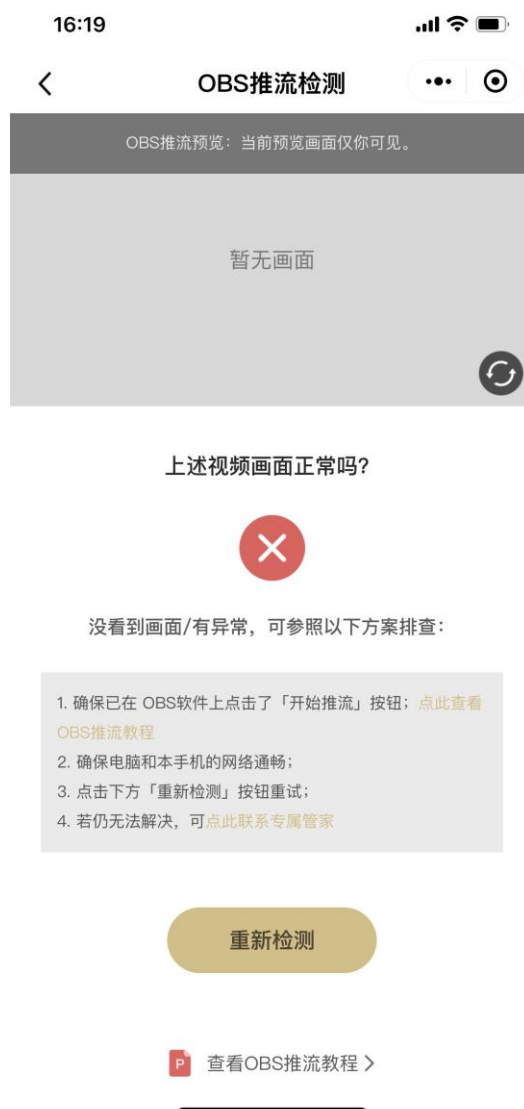 16:19
OBS推流检测
OBS推流预览：当前预览画面仅你可见。
暂无画面
上述视频画面正常吗?
没看到画面/有异常，可参照以下方案排查：
1. 确保已在 OBS软件上点击了「开始推流」按钮；点此查看
OBS推流教程
2. 确保电脑和本手机的网络通畅；
3. 点击下方「重新检测」按钮重试；
4. 若仍无法解决，可点此联系专属管家
重新检测
P 查看OBS推流教程